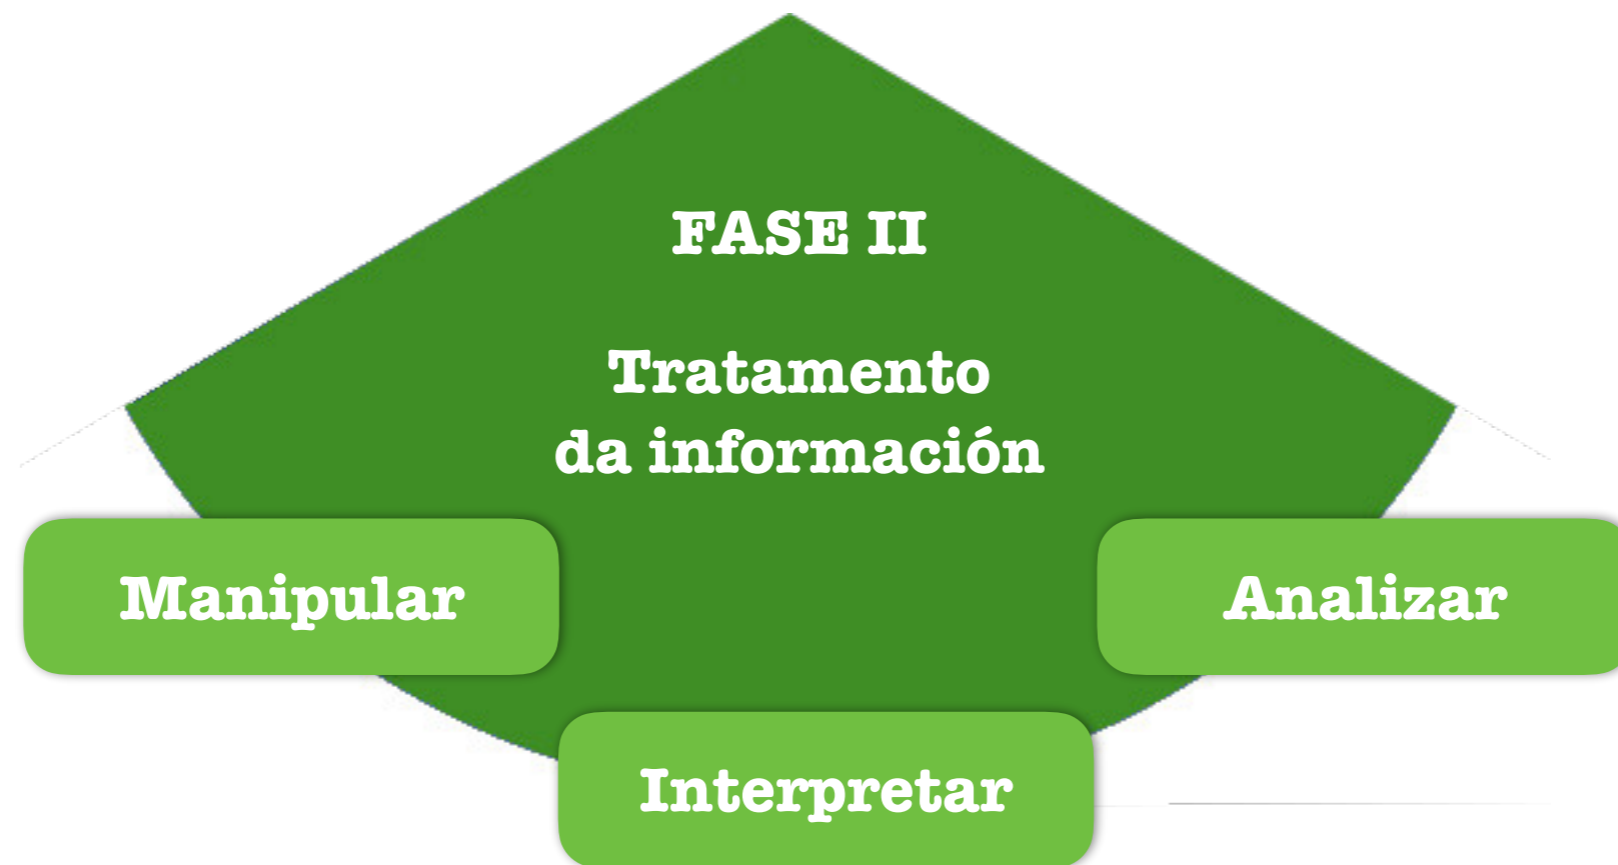 FASE II
Tratamento
da información
Manipular
Analizar
Interpretar